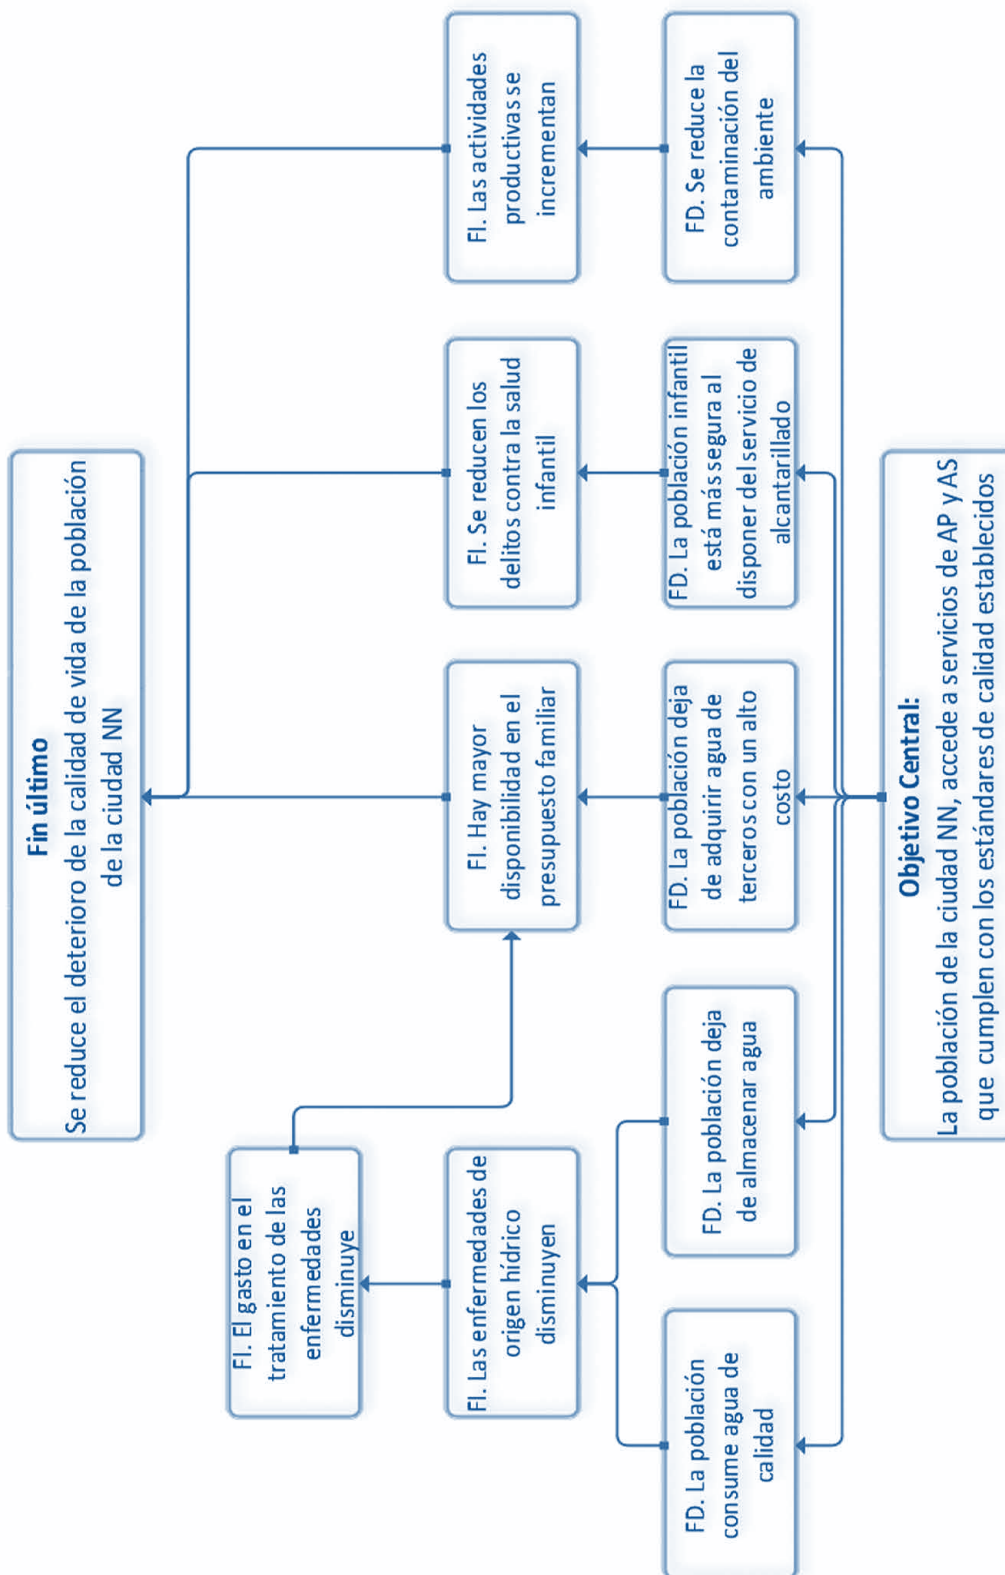 Fin último
Se reduce el deterioro de la calidad de vida de la población
de la ciudad NN
FI. El gasto en el
tratamiento de las
enfermedades
disminuye
FI. Las enfermedades de
origen hídrico
disminuyen
FI. Hay mayor
disponibilidad en el
presupuesto familiar
FI. Se reducen los
delitos contra la salud
infantil
FI. Las actividades
productivas se
incrementan
FD. La población
consume agua de
calidad
FD. La población deja
de almacenar agua
FD. La población deja
de adquirir agua de
terceros con un alto
costo
FD. La población infantil
está más segura al
disponer del servicio de
alcantarillado
FD. Se reduce la
contaminación del
ambiente
Objetivo Central:
La población de la ciudad NN, accede a servicios de AP y AS
que cumplen con los estándares de calidad establecidos